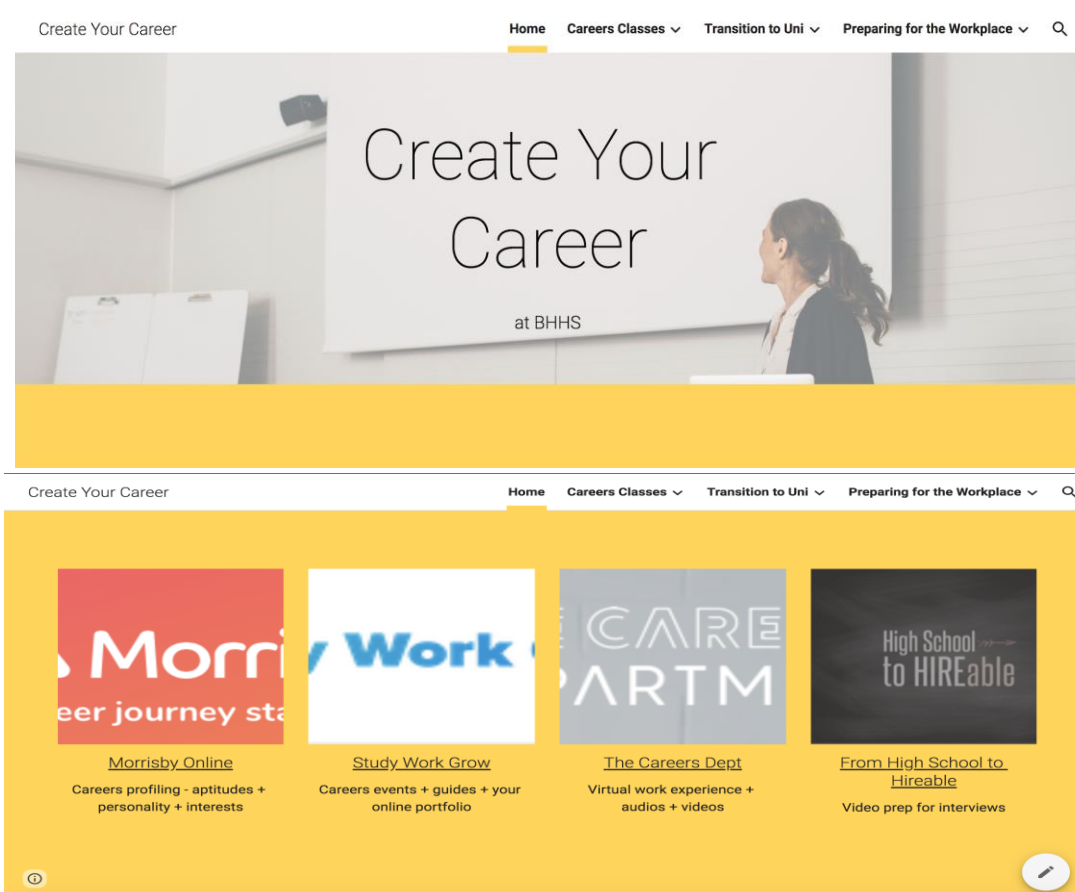 Create Your Career
Home Careers Classes Transition to Uni Preparing for the Workplace
Create Your
Career
at BHHS
Create Your Career
Home Careers Classes Transition to Uni Preparing for the Workplace
Morri
eer journey sta
y Work
E CARE
PARTM
High School
to HIREable
Morrisby Online
Careers profiling - aptitudes +
personality + interests
Study Work Grow
Careers events + guides + your
online portfolio
The Careers Dept
Virtual work experience +
audios + videos
From High School to
Hireable
Video prep for interviews